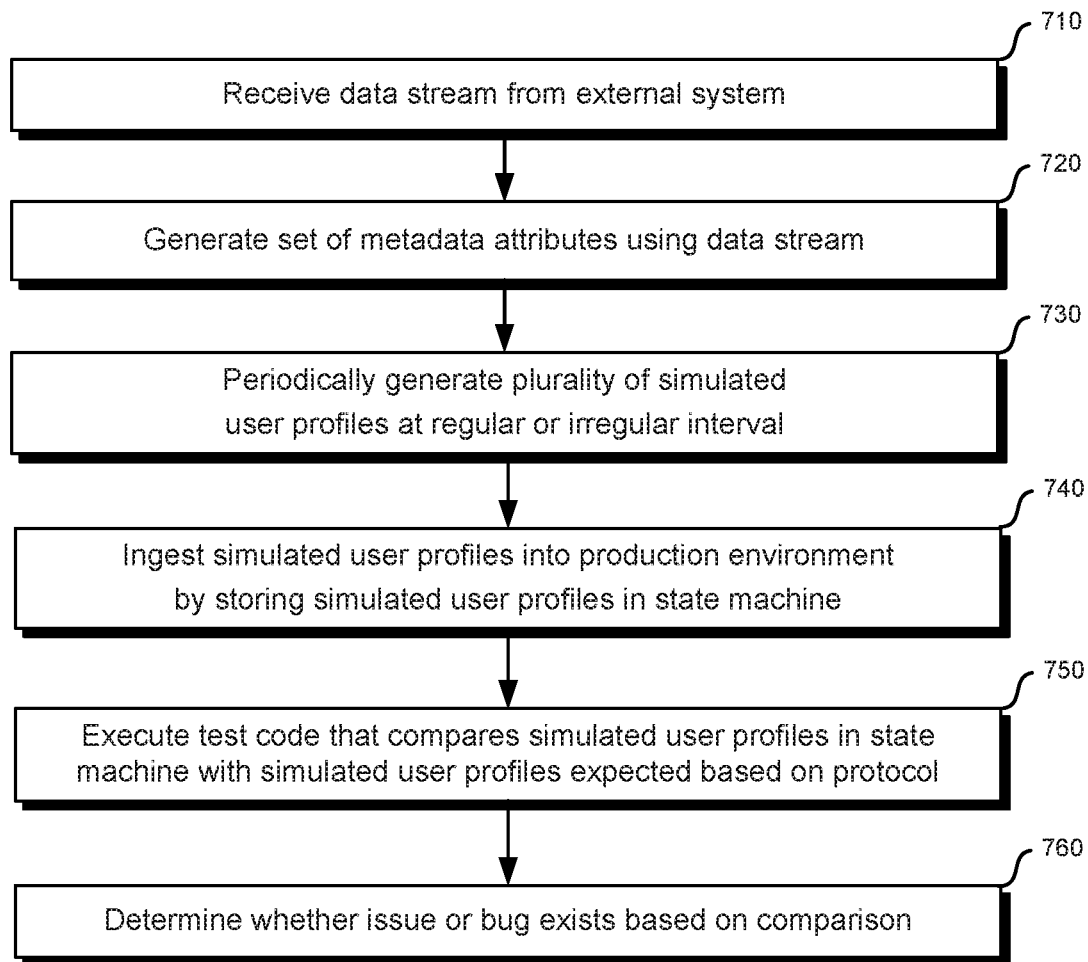 710
Receive data stream from external system
720
Generate set of metadata attributes using data stream
730
Periodically generate plurality of simulated
user profiles at regular or irregular interval
740
Ingest simulated user profiles into production environment
by storing simulated user profiles in state machine
750
Execute test code that compares simulated user profiles in state
machine with simulated user profiles expected based on protocol
760
Determine whether issue or bug exists based on comparison